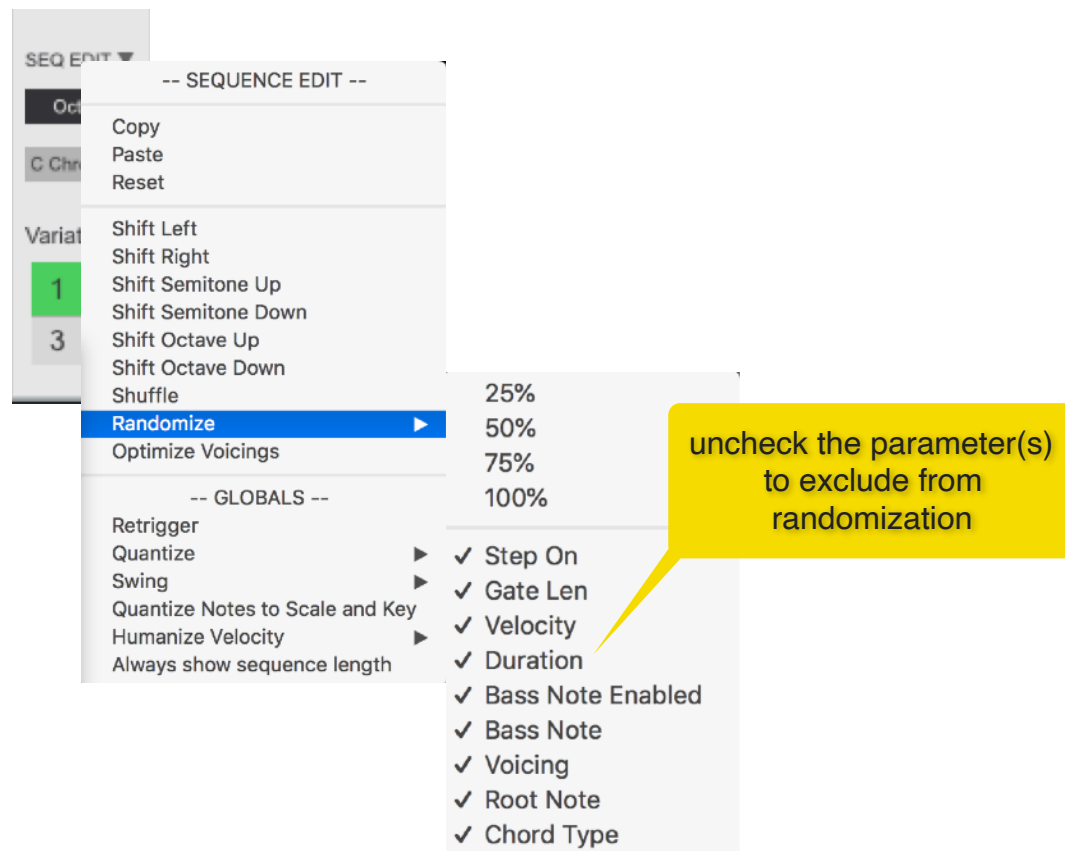 SEQ EDIT ▼
-- SEQUENCE EDIT --
Oct
Copy
C Chr
Paste
Reset
Shift Left
Variat
Shift Right
1
Shift Semitone Up
Shift Semitone Down
3
Shift Octave Up
Shift Octave Down
Shuffle
Randomize ▶
Optimize Voicings
-- GLOBALS --
Retrigger
Quantize ▶
Swing ▶
Quantize Notes to Scale and Key
Humanize Velocity ▶
Always show sequence length
25%
50%
75%
100%
✓ Step On
✓ Gate Len
✓ Velocity
✓ Duration
✓ Bass Note Enabled
✓ Bass Note
✓ Voicing
✓ Root Note
✓ Chord Type
uncheck the parameter(s)
to exclude from
randomization